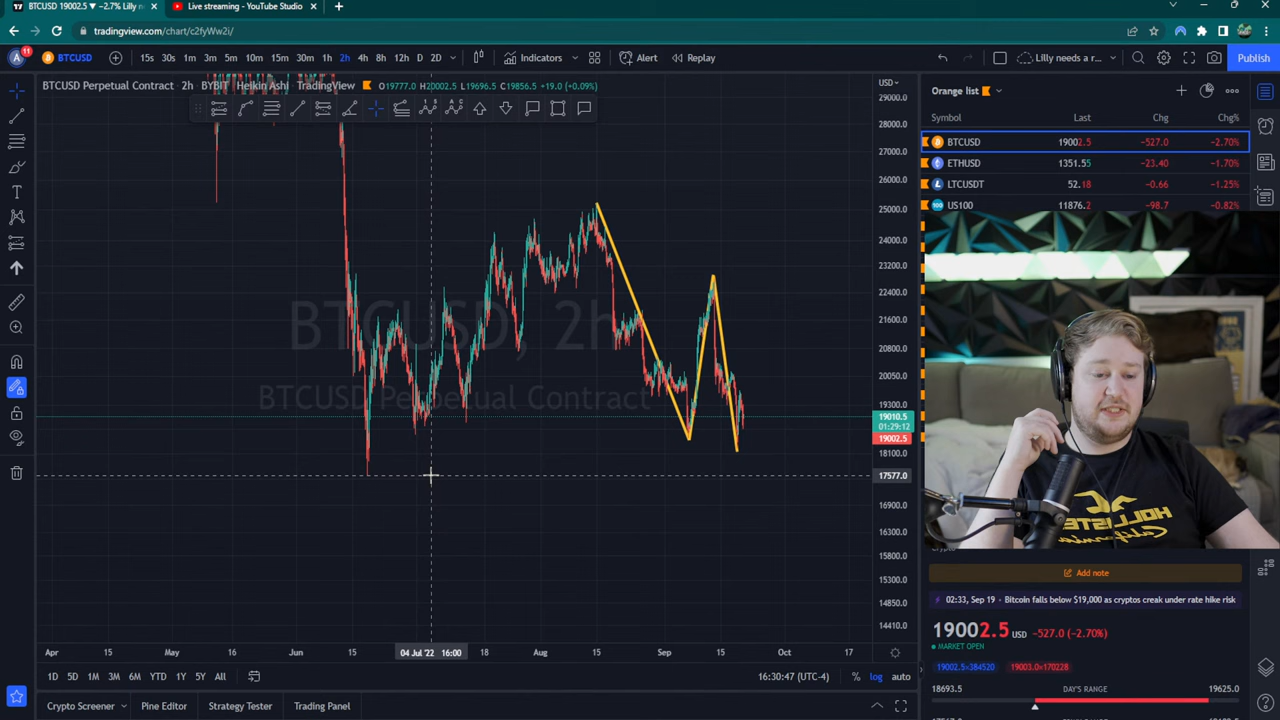 BTCUSD 19002.5 ▼ −2.7% Lilly ne
Live streaming - YouTube Studio
tradingview.com/chart/c2fyWw2i/
11
BTCUSD
15s 30s 1m 3m 5m 10m 15m 30m 1h 2h 4h 8h 12h D 2D
Indicators
Alert
Replay
Lilly needs a r...
Publish
BTCUSD Perpetual Contract · 2h · BYBIT · Heikin Ashi · TradingView
O19777.0 H20002.5 L19696.5 C19856.5 +19.0 (+0.09%)
USD
29000.0
28000.0
27000.0
26000.0
25000.0
24000.0
23200.0
22400.0
21600.0
20800.0
20050.0
19300.0
19010.5
01:29:12
19002.5
18100.0
17577.0
16900.0
16300.0
15800.0
15300.0
14850.0
14410.0
BTCUSD, 2h
BTCUSD Perpetual Contract
Apr 15 May 18 Jun 15 04 Jul '22 16:00 18 Aug 15 Sep 15 Oct 17
1D 5D 1M 3M 6M YTD 1Y 5Y All
16:30:47 (UTC-4)
% log auto
Crypto Screener
Pine Editor
Strategy Tester
Trading Panel
Orange list
Symbol Last Chg Chg%
BTCUSD 19002.5 −527.0 −2.70%
ETHUSD 1351.55 −23.40 −1.70%
LTCUSDT 52.18 −0.66 −1.25%
US100 11876.2 −98.7 −0.82%
HOLLISTER
California
Add note
02:33, Sep 19 • Bitcoin falls below $19,000 as cryptos creak under rate hike risk
19002.5 USD −527.0 (−2.70%)
MARKET OPEN
19002.5×384520 19003.0×170228
18693.5 DAY'S RANGE 19625.0